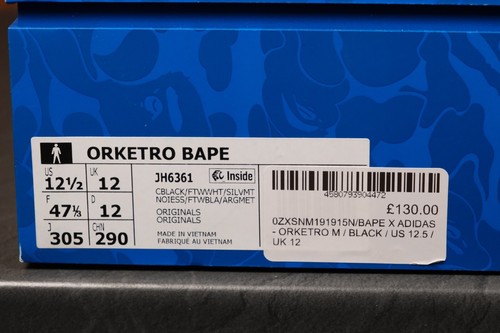 ORKETRO BAPE
US UK
12½ 12
F D
47⅓ 12
J CHN
305 290
JH6361 Inside
CBLACK/FTWWHT/SILVMT
NOIESS/FTWBLA/ARGMET
ORIGINALS
ORIGINALS
MADE IN VIETNAM
FABRIQUE AU VIETNAM
4580793904472
£130.00
0ZXSNM191915N/BAPE X ADIDAS
- ORKETRO M / BLACK / US 12.5 /
UK 12